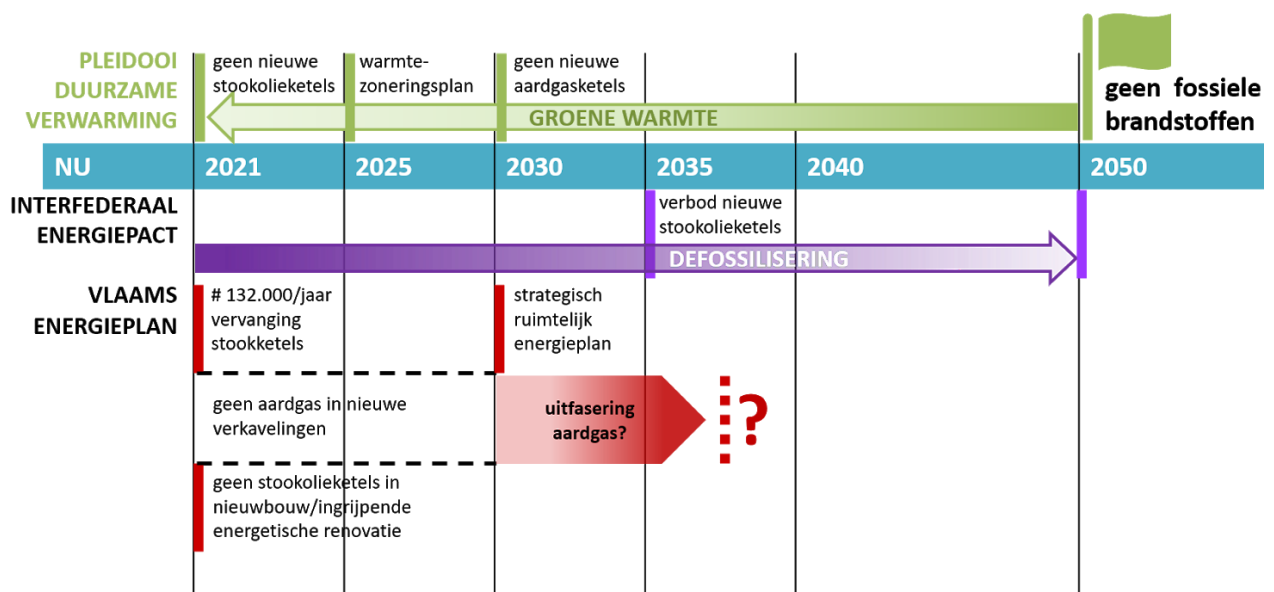 PLEIDOOI
DUURZAME
VERWARMING
geen nieuwe
stookolieketels
warmte-
zoneringsplan
geen nieuwe
aardgasketels
geen fossiele
brandstoffen
GROENE WARMTE
NU 2021 2025 2030 2035 2040 2050
INTERFEDERAAL
ENERGIEPACT
verbod nieuwe
stookolieketels
DEFOSSILISERING
VLAAMS
ENERGIEPLAN
# 132.000/jaar
vervanging
stookketels
strategisch
ruimtelijk
energieplan
geen aardgas in nieuwe
verkavelingen
uitfasering
aardgas?
?
geen stookolieketels in
nieuwbouw/ingrijpende
energetische renovatie